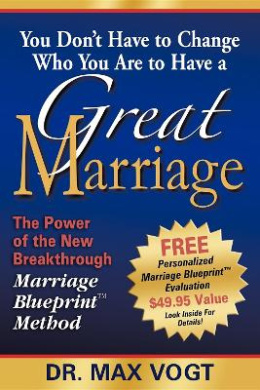 You Don't Have to Change
Who You Are to Have a
Great
Marriage
The Power
of the New
Breakthrough
Marriage
Blueprint™
Method
FREE
Personalized
Marriage Blueprint™
Evaluation
$49.95 Value
Look Inside For
Details!
DR. MAX VOGT